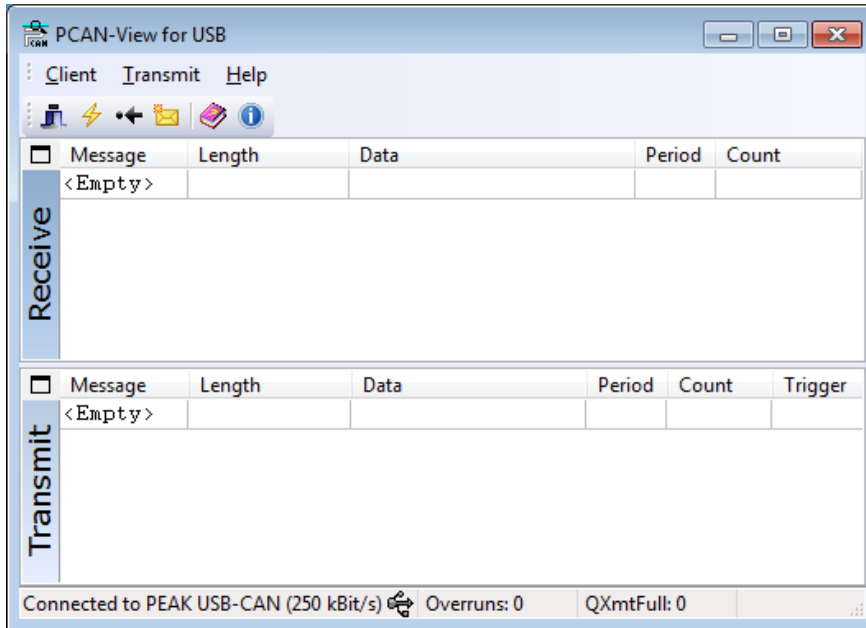 PCAN-View for USB
Client Transmit Help
Message Length Data Period Count
<Empty>
Receive
Message Length Data Period Count Trigger
<Empty>
Transmit
Connected to PEAK USB-CAN (250 kBit/s) Overruns: 0 QXmtFull: 0